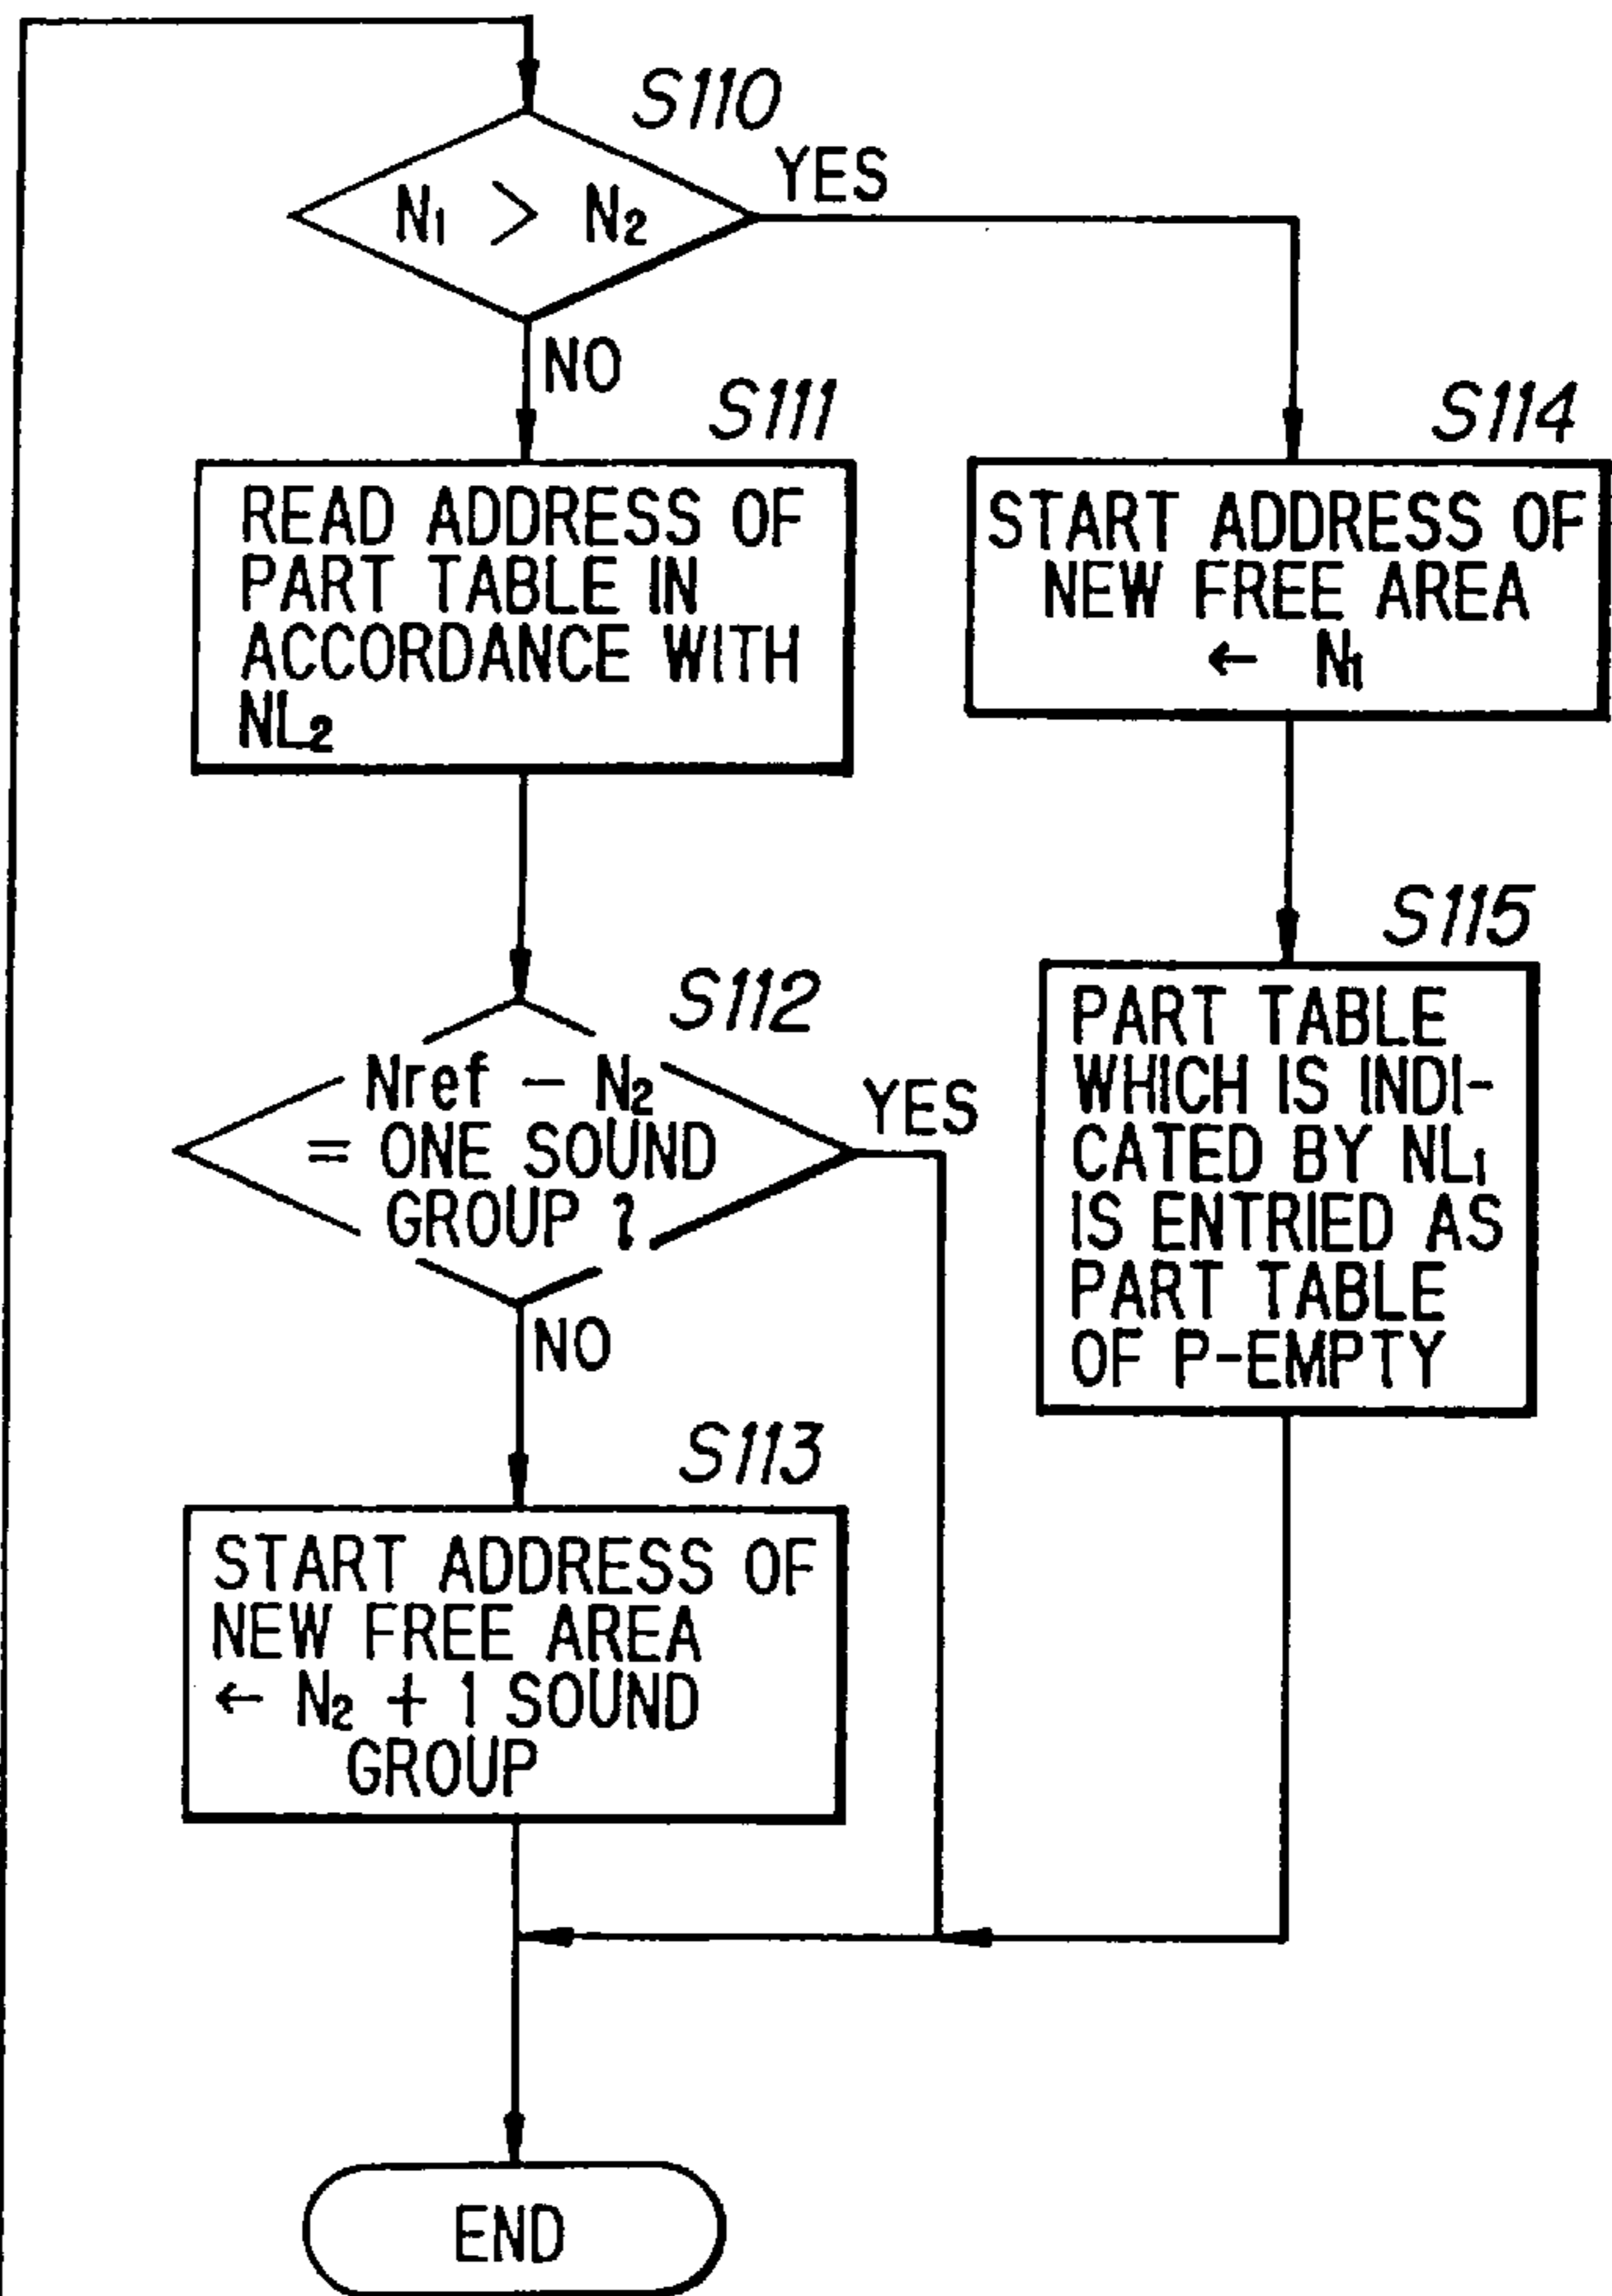 S110
N₁ > N₂
YES
NO
S111
READ ADDRESS OF
PART TABLE IN
ACCORDANCE WITH
NL₂
S112
Nref − N₂
= ONE SOUND
GROUP ?
YES
NO
S113
START ADDRESS OF
NEW FREE AREA
← N₂ + 1 SOUND
GROUP
S114
START ADDRESS OF
NEW FREE AREA
← N₁
S115
PART TABLE
WHICH IS INDI-
CATED BY NL₁
IS ENTRIED AS
PART TABLE
OF P-EMPTY
END